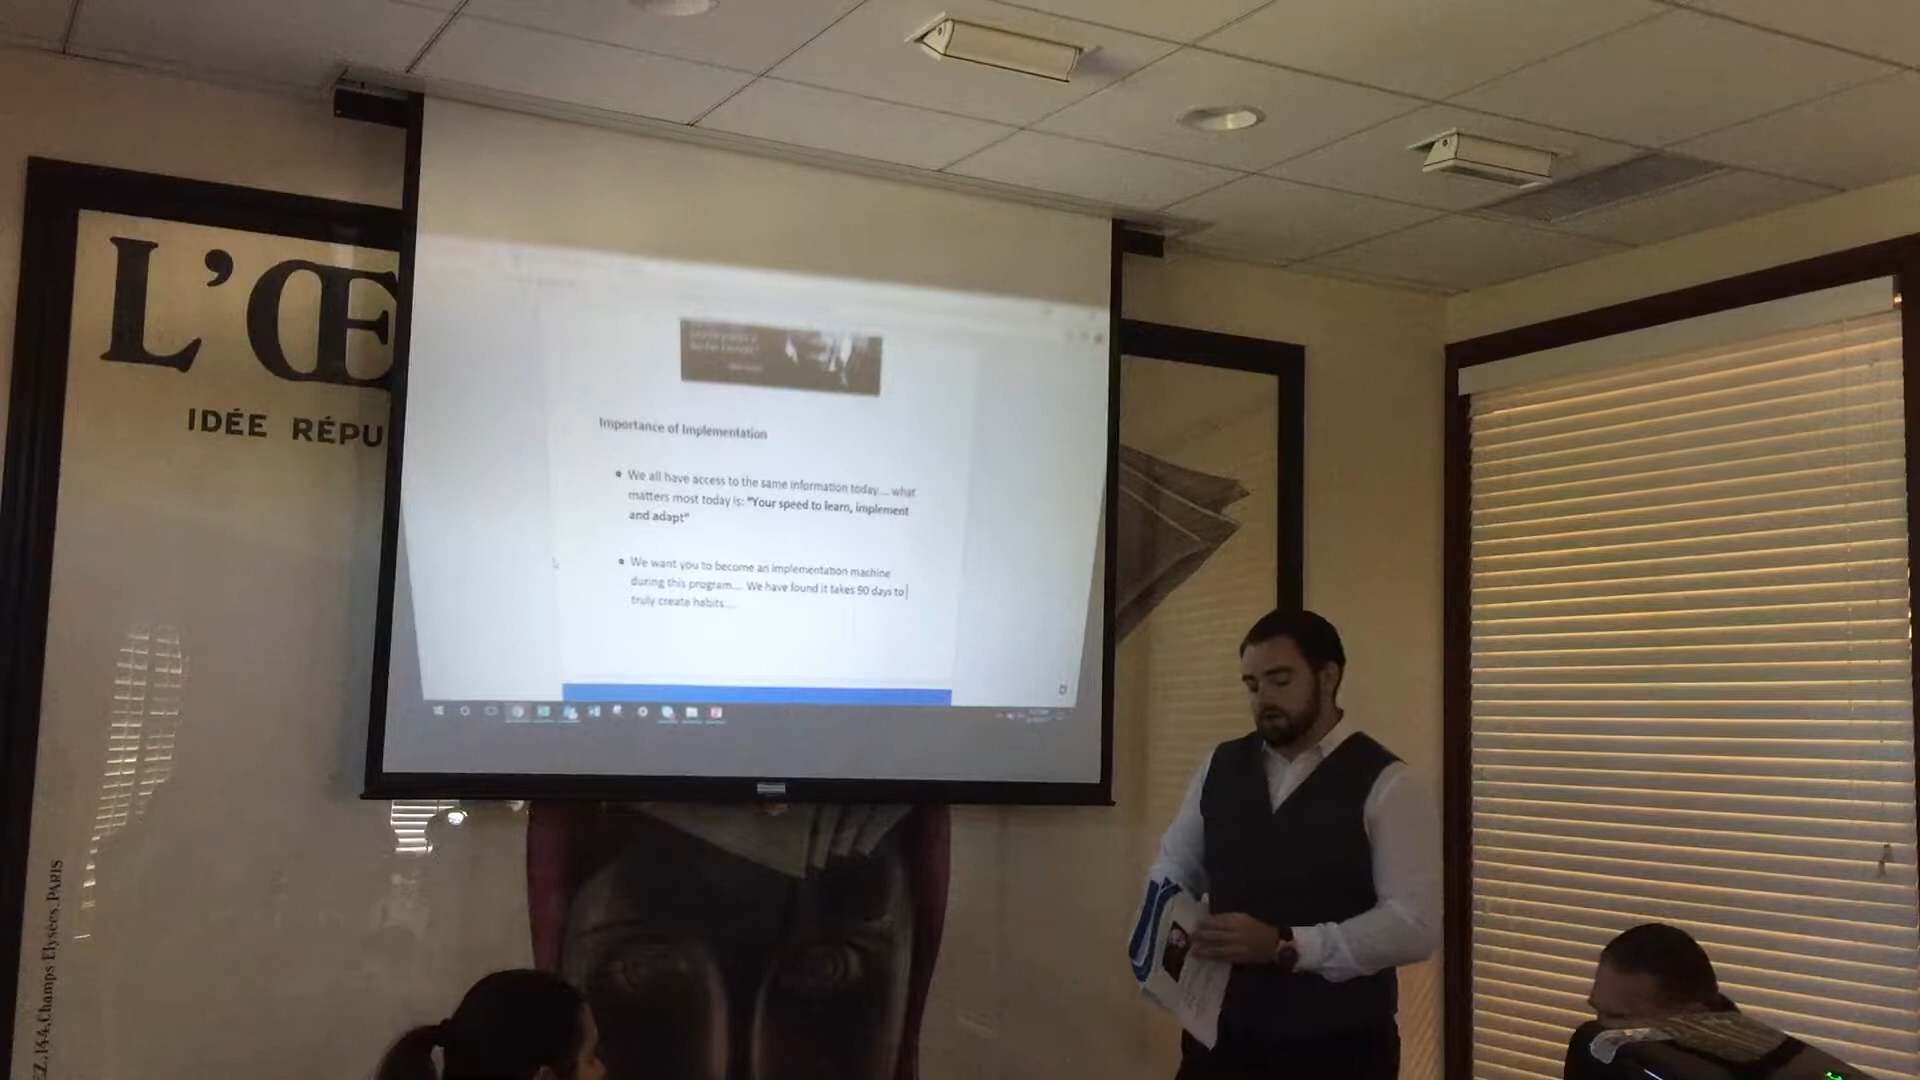 L'Œ
IDÉE RÉPU
Importance of Implementation
• We all have access to the same information today.... what
matters most today is: "Your speed to learn, implement
and adapt"
• We want you to become an implementation machine
during this program.... We have found it takes 90 days to
truly create habits....
EZ.144.Champs Elysées.PARIS